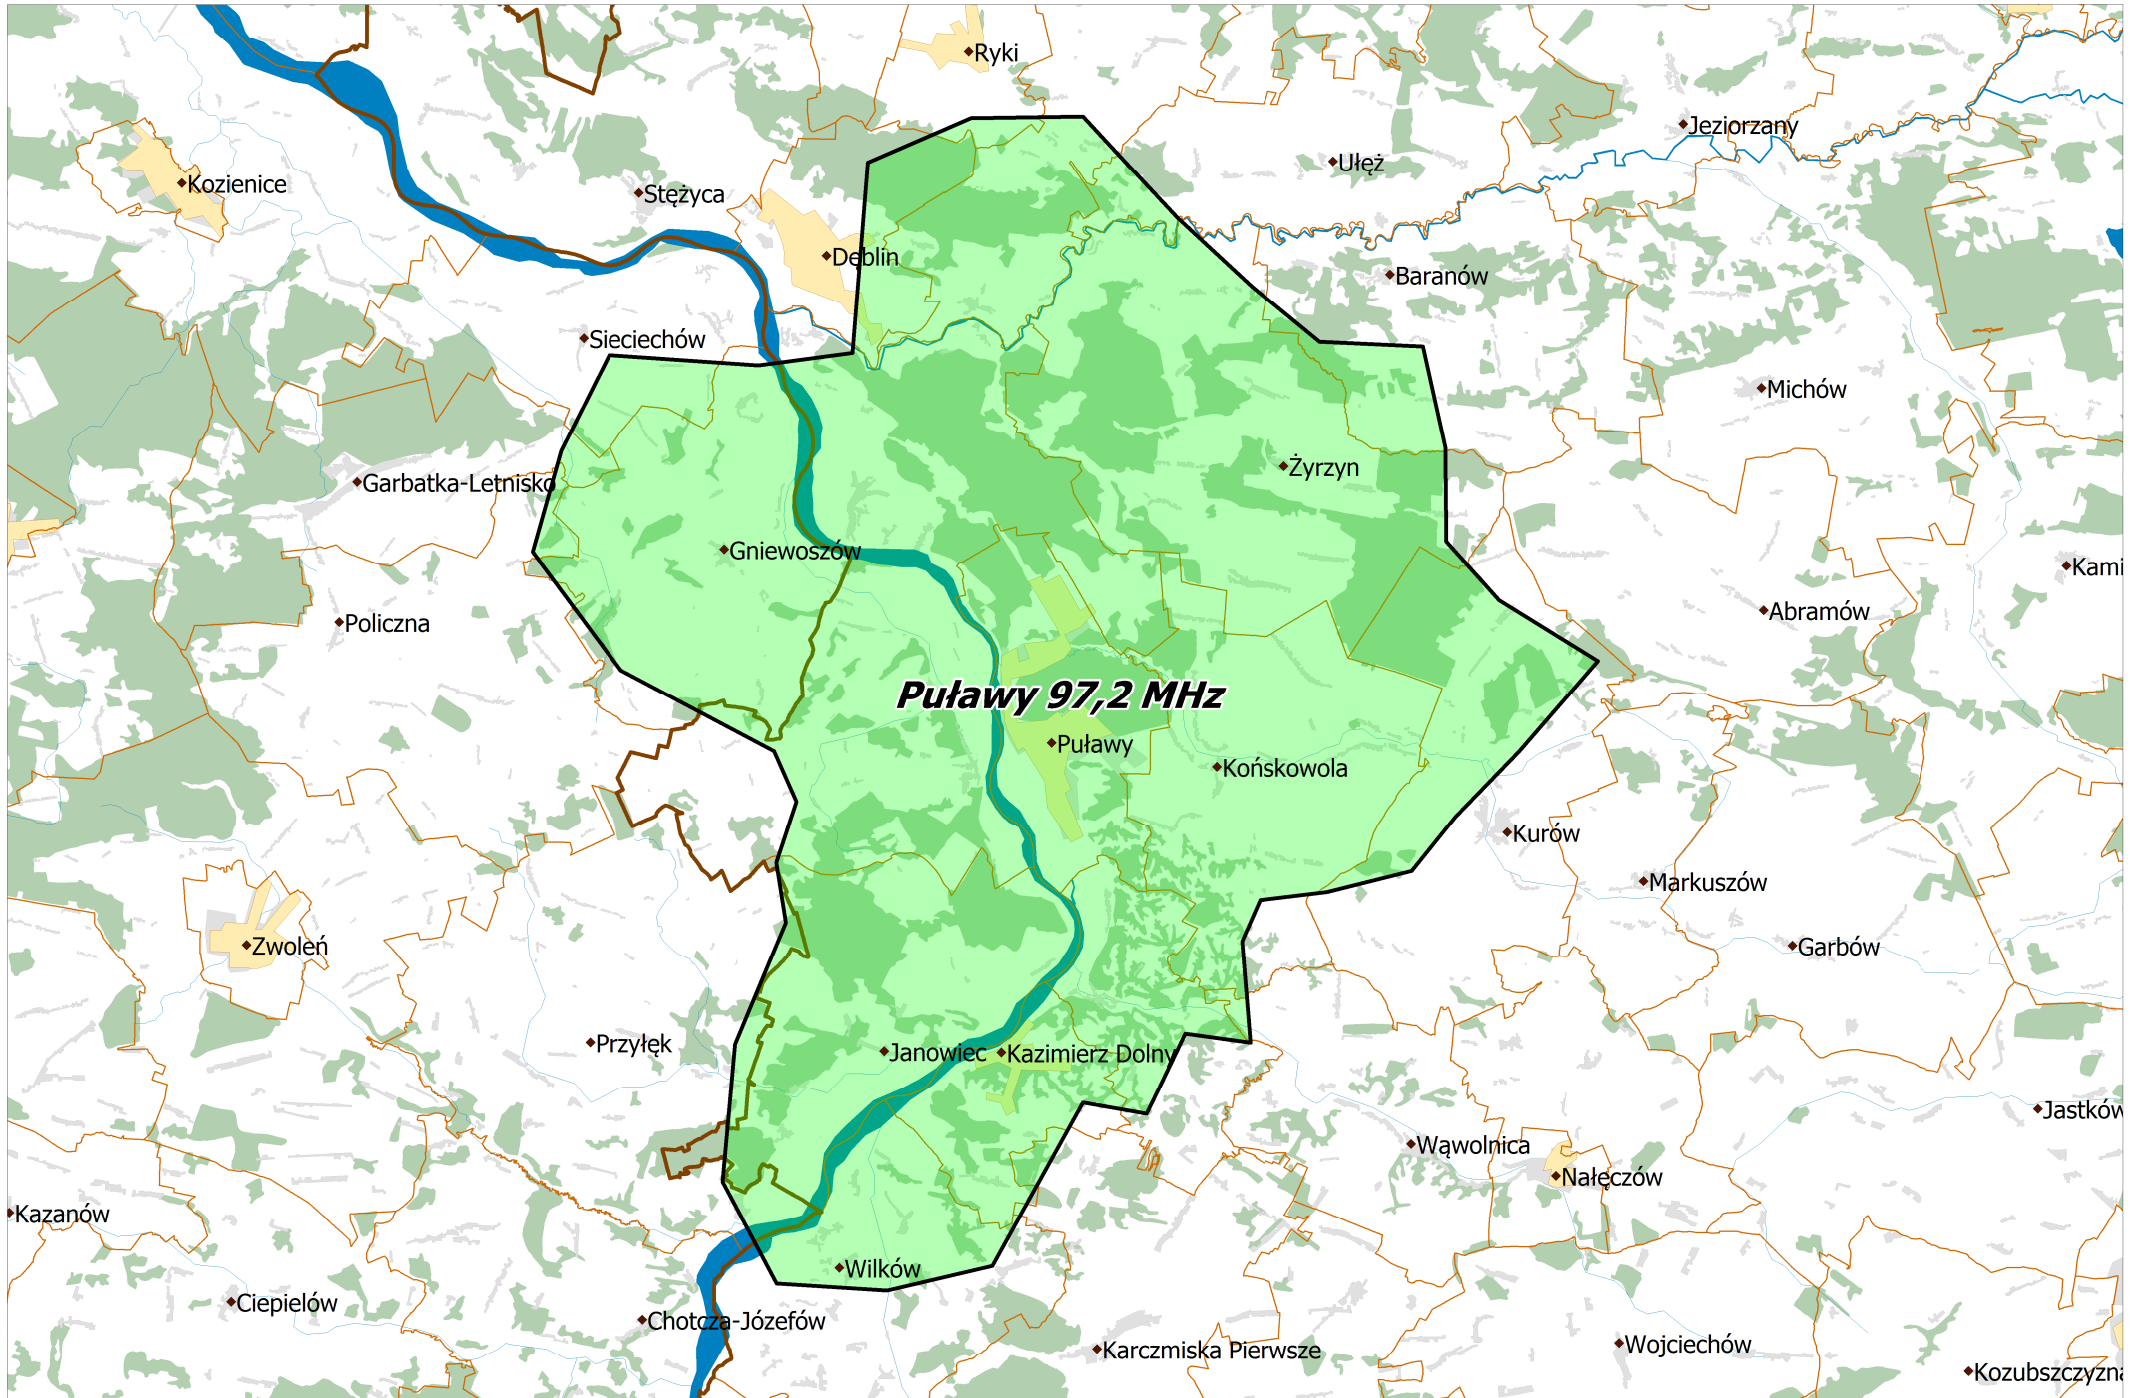 Ryki
Jeziorzany
Ułęż
Kozienice
Stężyca
Dęblin
Baranów
Sieciechów
Michów
Żyrzyn
Garbatka-Letnisko
Gniewoszów
Kami
Abramów
Policzna
Puławy 97,2 MHz
Puławy
Końskowola
Kurów
Markuszów
Zwoleń
Garbów
Przyłęk
Janowiec
Kazimierz Dolny
Jastków
Wąwolnica
Nałęczów
Kazanów
Wilków
Ciepielów
Chotcza-Józefów
Karczmiska Pierwsze
Wojciechów
Kozubszczyzna